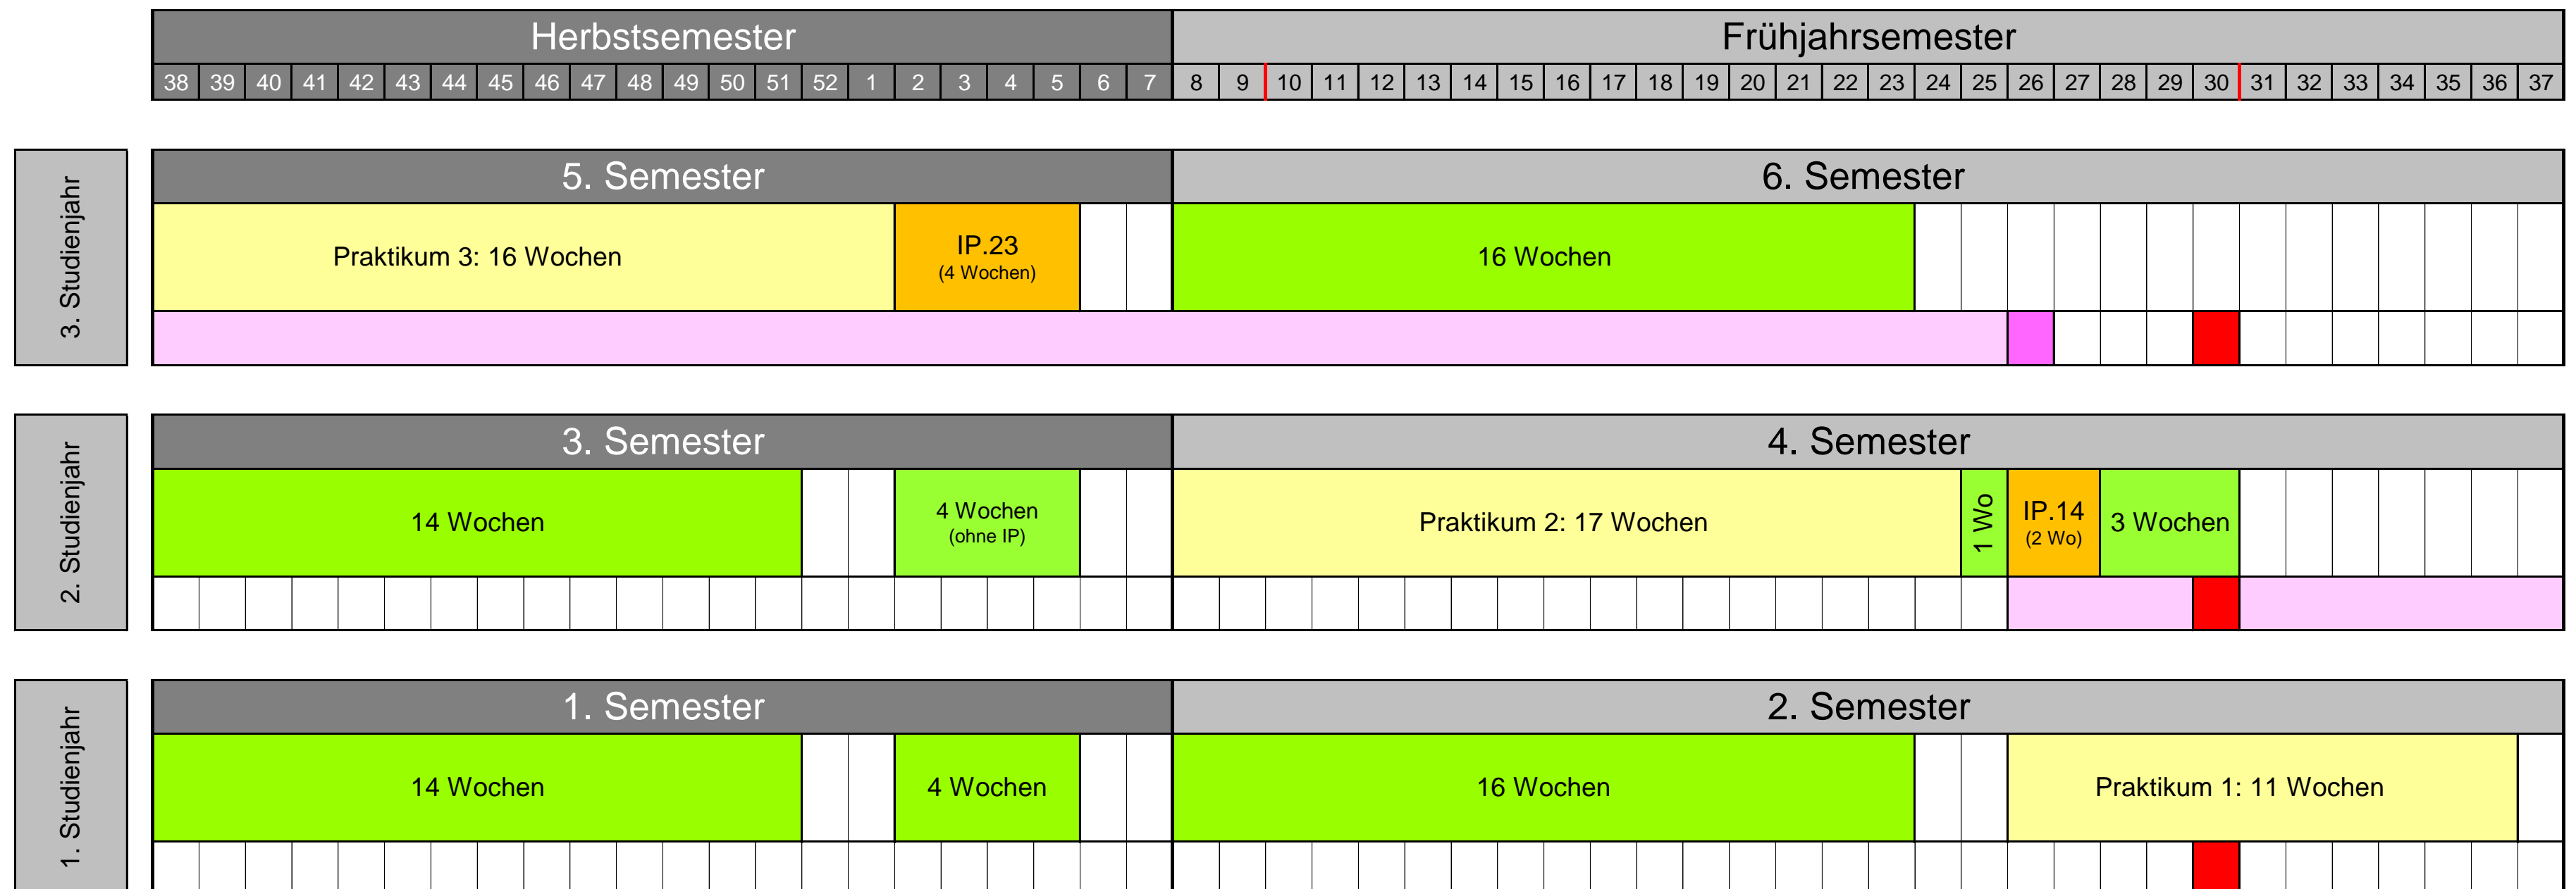 Herbstsemester Frühjahrsemester
38 39 40 41 42 43 44 45 46 47 48 49 50 51 52 1 2 3 4 5 6 7 8 9 10 11 12 13 14 15 16 17 18 19 20 21 22 23 24 25 26 27 28 29 30 31 32 33 34 35 36 37
3. Studienjahr
5. Semester 6. Semester
Praktikum 3: 16 Wochen
IP.23
(4 Wochen)
16 Wochen
2. Studienjahr
3. Semester 4. Semester
14 Wochen
4 Wochen
(ohne IP)
Praktikum 2: 17 Wochen
1 Wo
IP.14
(2 Wo)
3 Wochen
1. Studienjahr
1. Semester 2. Semester
14 Wochen
4 Wochen
16 Wochen
Praktikum 1: 11 Wochen